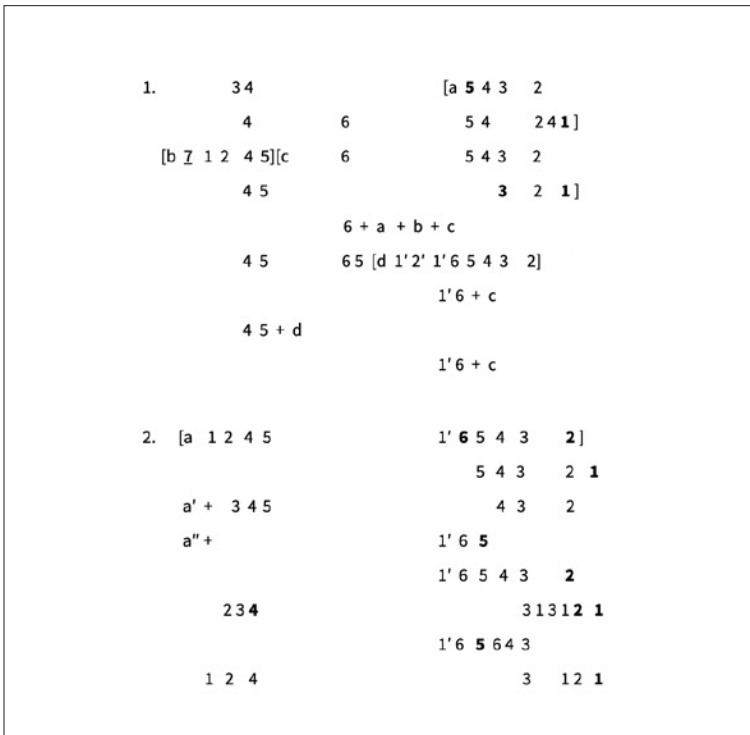 1. 3 4 [a 5 4 3 2
4 6 5 4 2 4 1]
[b 7 1 2 4 5][c 6 5 4 3 2
4 5 3 2 1]
6 + a + b + c
4 5 6 5 [d 1' 2' 1' 6 5 4 3 2]
1' 6 + c
4 5 + d
1' 6 + c
2. [a 1 2 4 5 1' 6 5 4 3 2]
5 4 3 2 1
a' + 3 4 5 4 3 2
a" + 1' 6 5
1' 6 5 4 3 2
2 3 4 3 1 3 1 2 1
1' 6 5 6 4 3
1 2 4 3 1 2 1